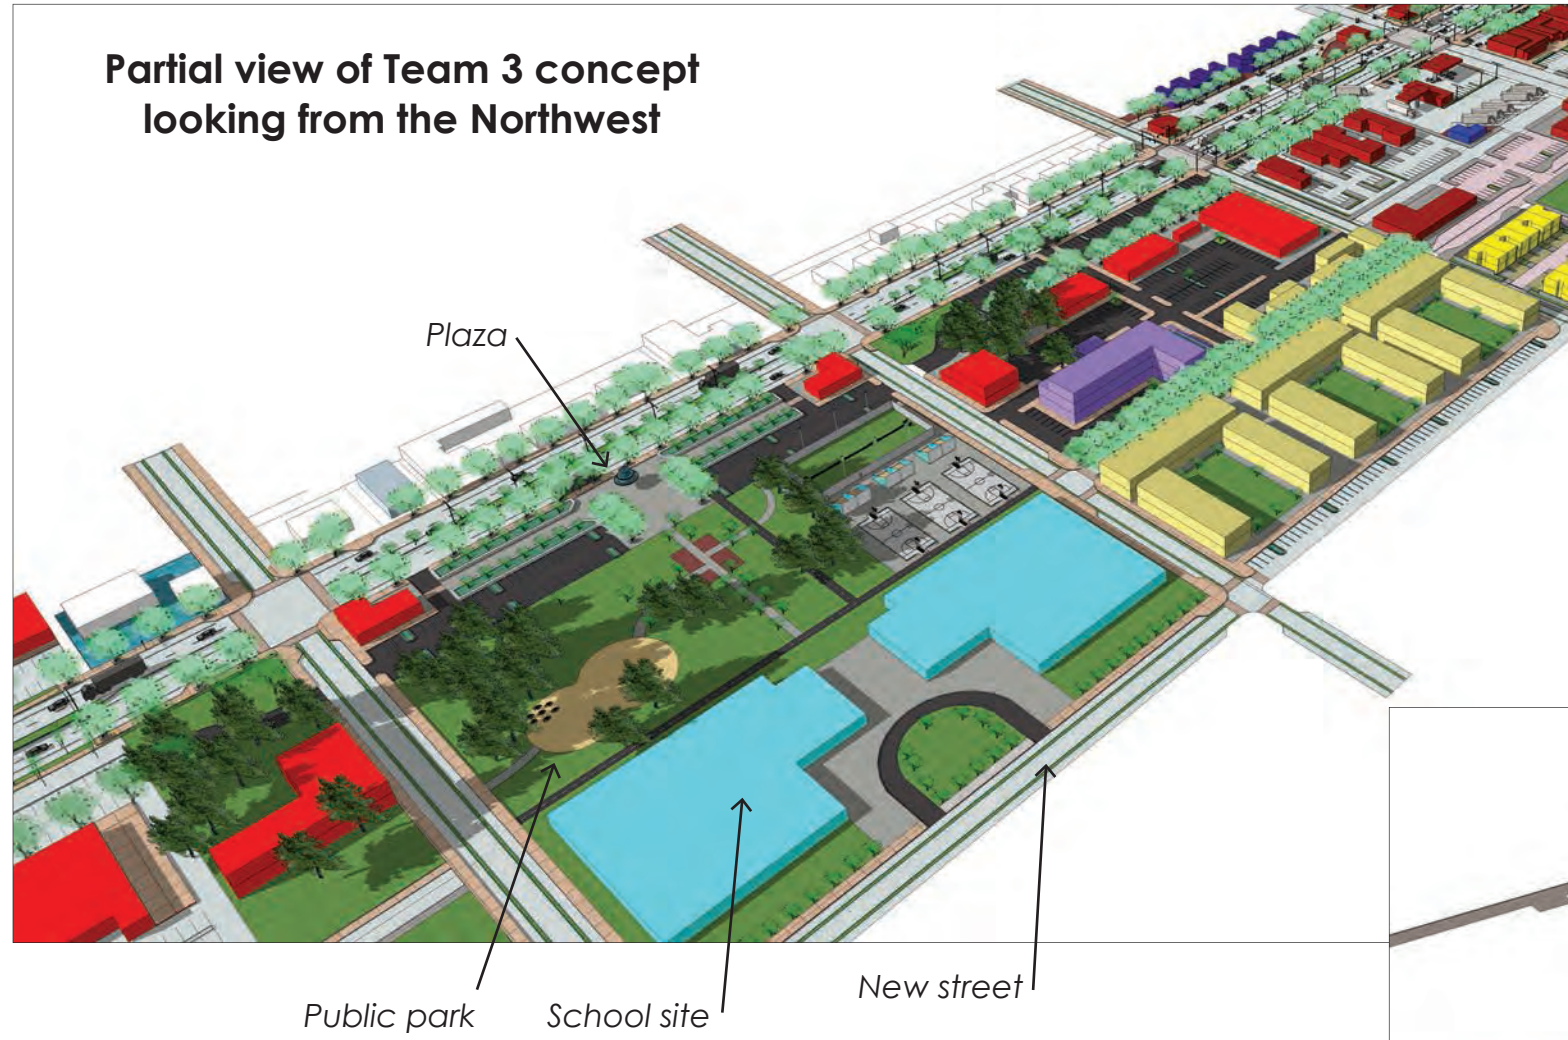 Partial view of Team 3 concept
looking from the Northwest
Plaza
Public park
School site
New street